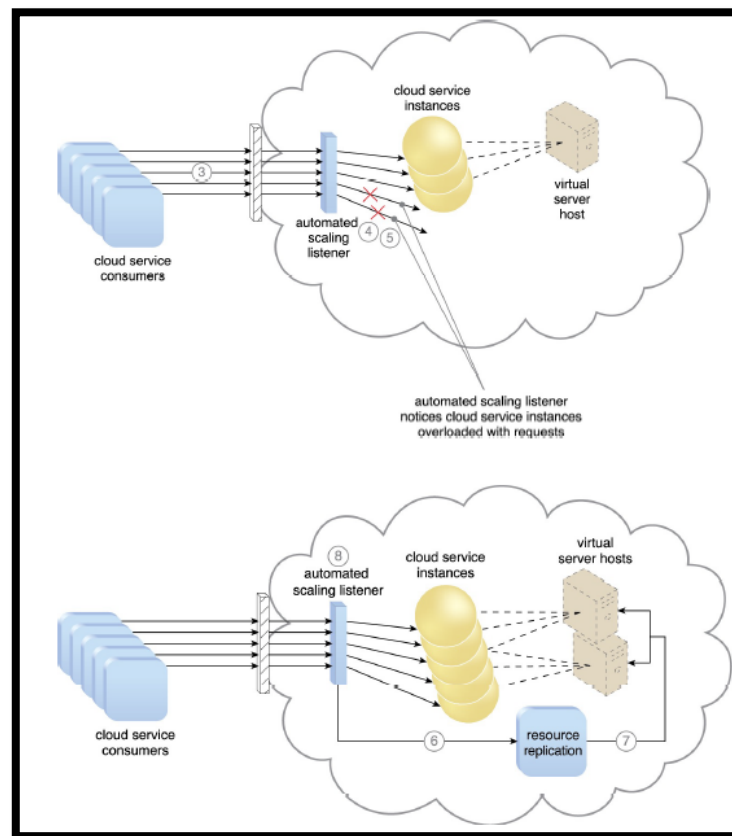 cloud service
instances
3
virtual
server
host
automated
scaling
listener
4
5
cloud service
consumers
automated scaling listener
notices cloud service instances
overloaded with requests
8
automated
scaling listener
cloud service
instances
virtual
server hosts
cloud service
consumers
6
resource
replication
7